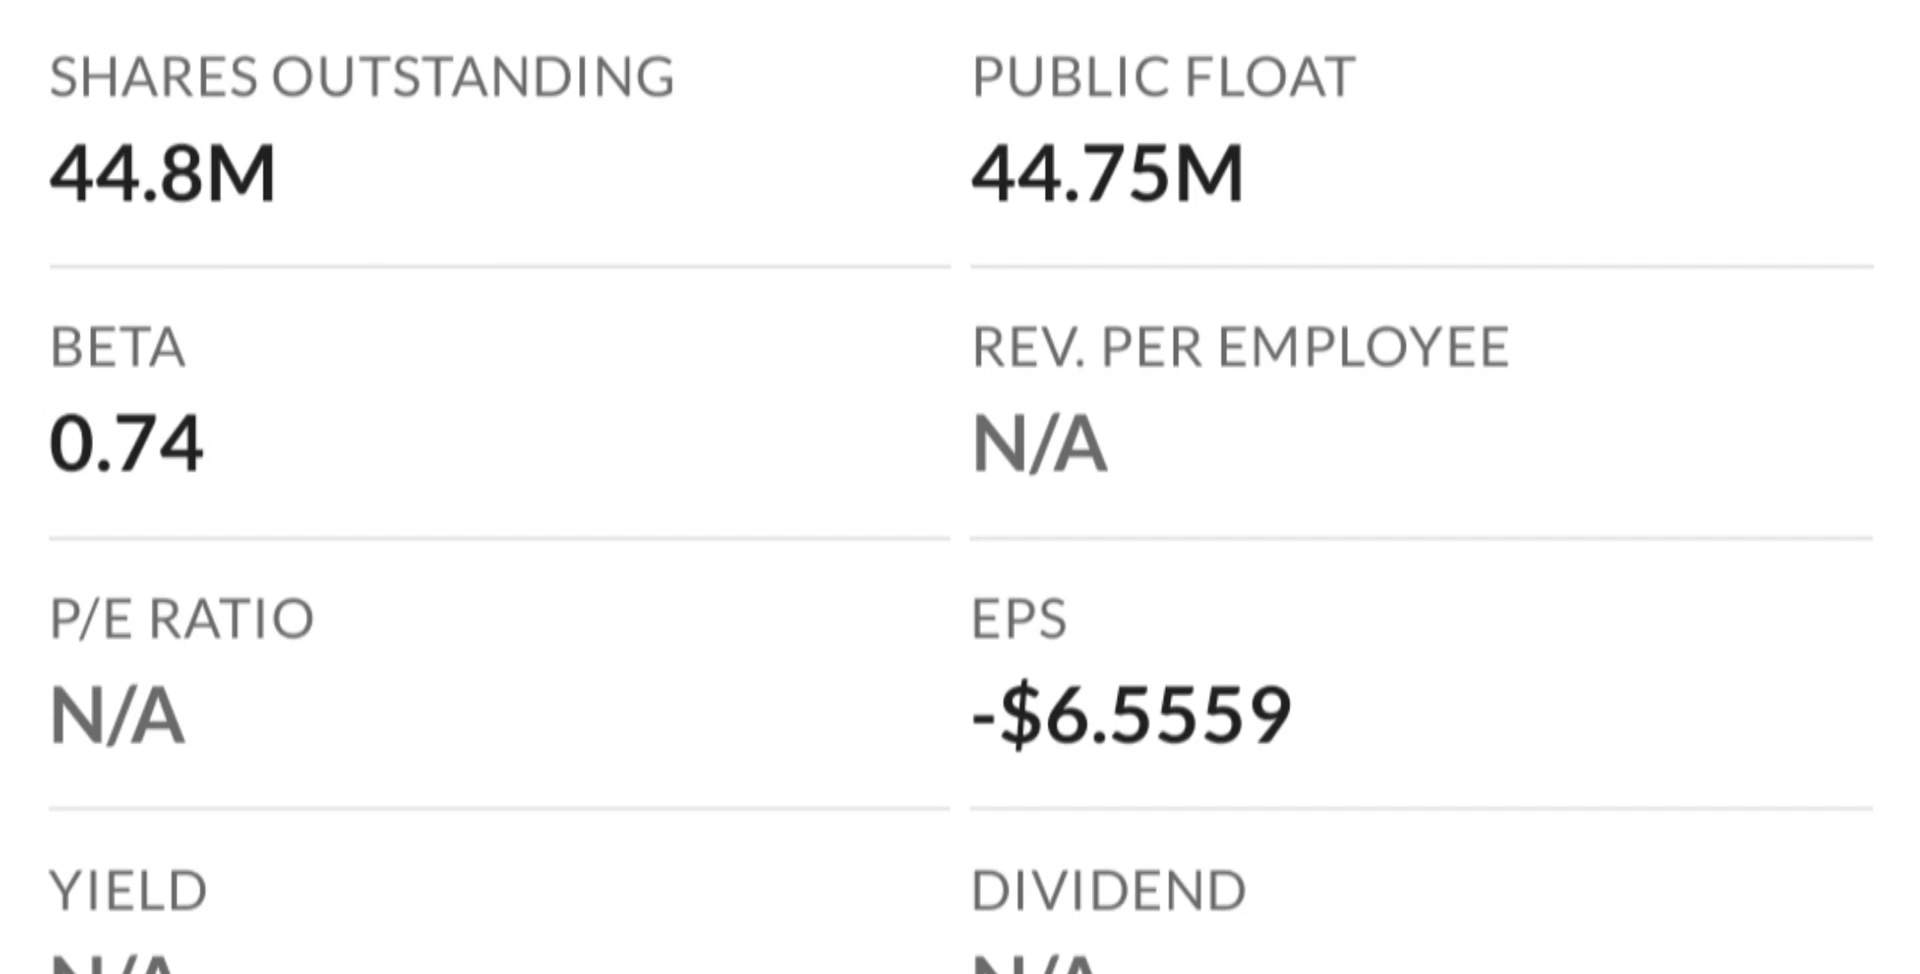 SHARES OUTSTANDING
44.8M
PUBLIC FLOAT
44.75M
BETA
0.74
REV. PER EMPLOYEE
N/A
P/E RATIO
N/A
EPS
-$6.5559
YIELD
N/A
DIVIDEND
N/A